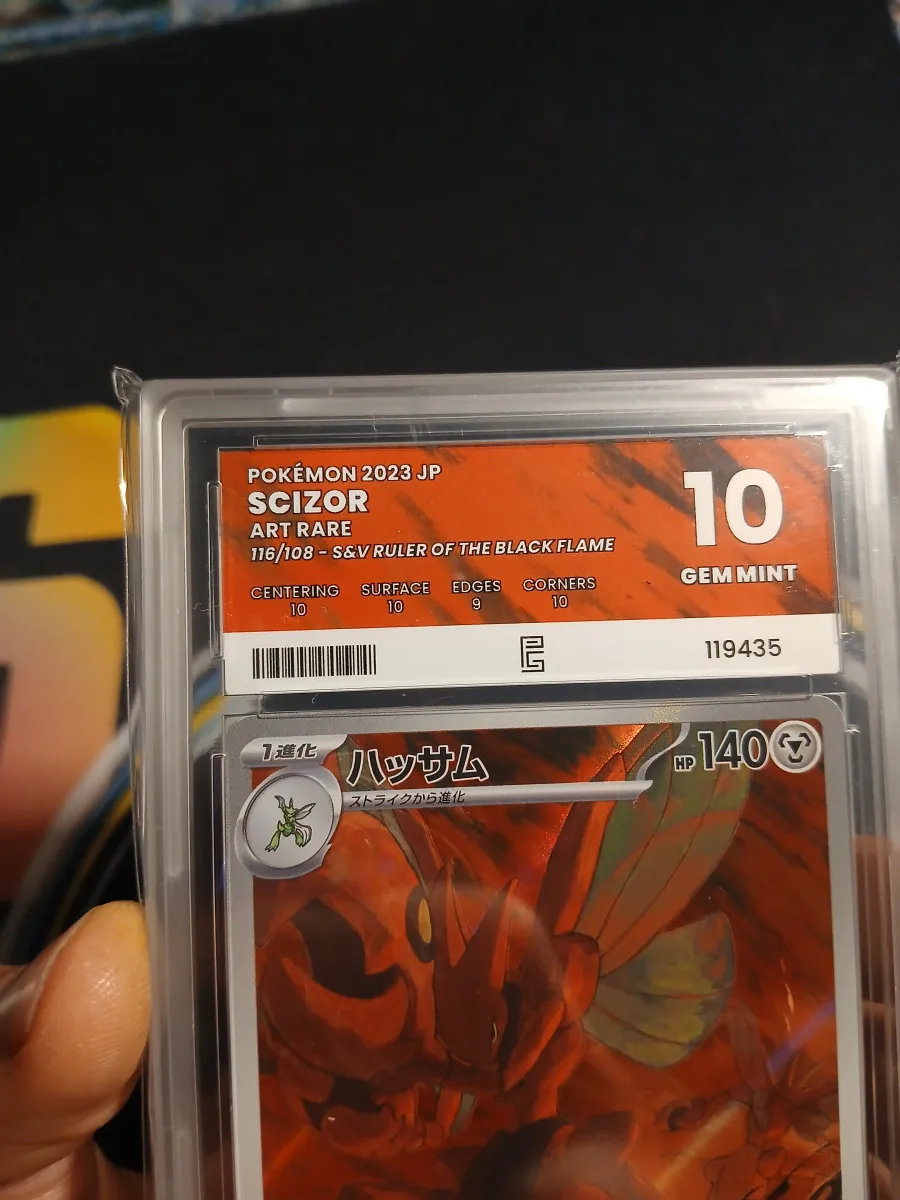 POKÉMON 2023 JP
SCIZOR
ART RARE
116/108 - S&V RULER OF THE BLACK FLAME
10
GEM MINT
CENTERING SURFACE EDGES CORNERS
10 10 9 10
119435
1進化
ハッサム
HP 140
ストライクから進化